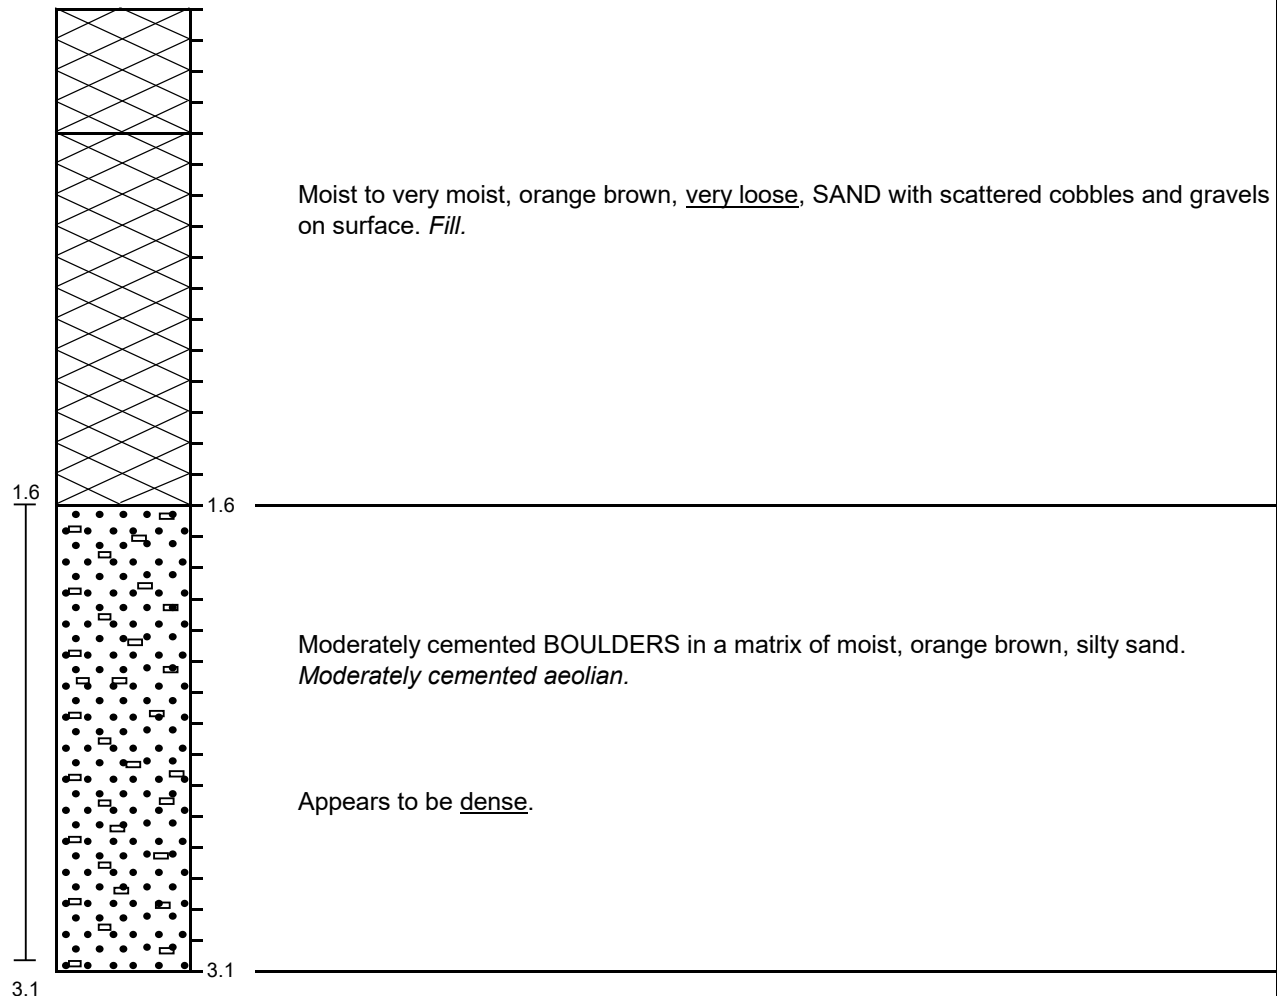 Moist to very moist, orange brown, very loose, SAND with scattered cobbles and gravels
on surface. Fill.
1.6
1.6
Moderately cemented BOULDERS in a matrix of moist, orange brown, silty sand.
Moderately cemented aeolian.
Appears to be dense.
3.1
3.1